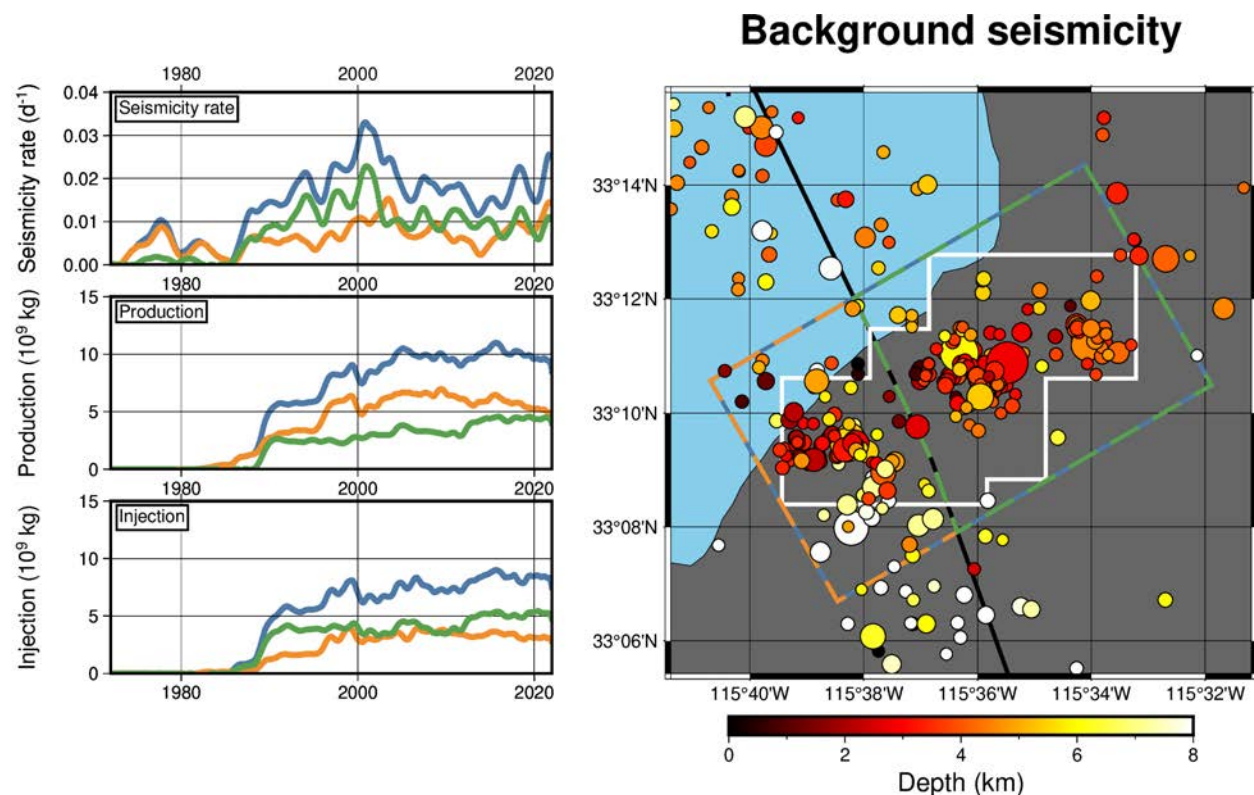 Background seismicity
1980 2000 2020
Seismicity rate (d⁻¹)
0.04
0.03
0.02
0.01
0.00
Seismicity rate
Production (10⁹ kg)
15
10
5
0
Production
1980 2000 2020
Injection (10⁹ kg)
15
10
5
0
Injection
1980 2000 2020
33°14'N
33°12'N
33°10'N
33°08'N
33°06'N
115°40'W 115°38'W 115°36'W 115°34'W 115°32'W
0 2 4 6 8
Depth (km)